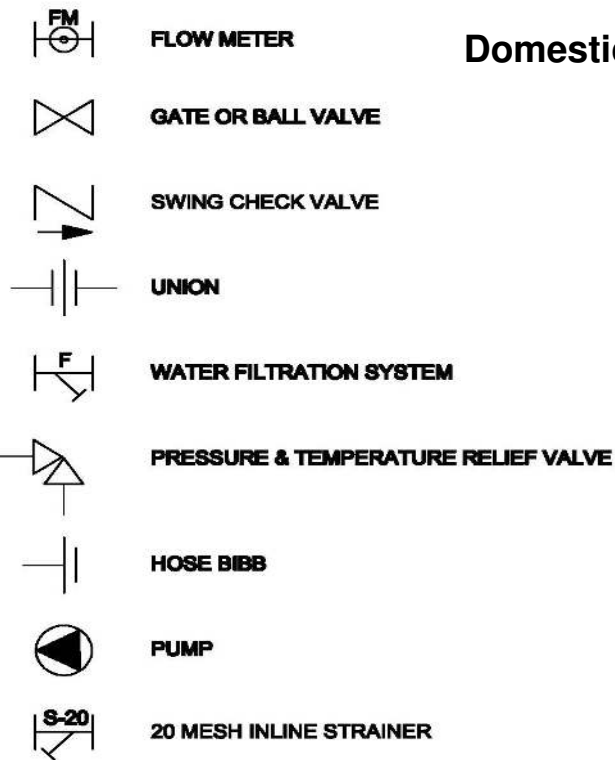 FM
FLOW METER
Domestic
GATE OR BALL VALVE
SWING CHECK VALVE
UNION
F
WATER FILTRATION SYSTEM
PRESSURE & TEMPERATURE RELIEF VALVE
HOSE BIBB
PUMP
S-20
20 MESH INLINE STRAINER